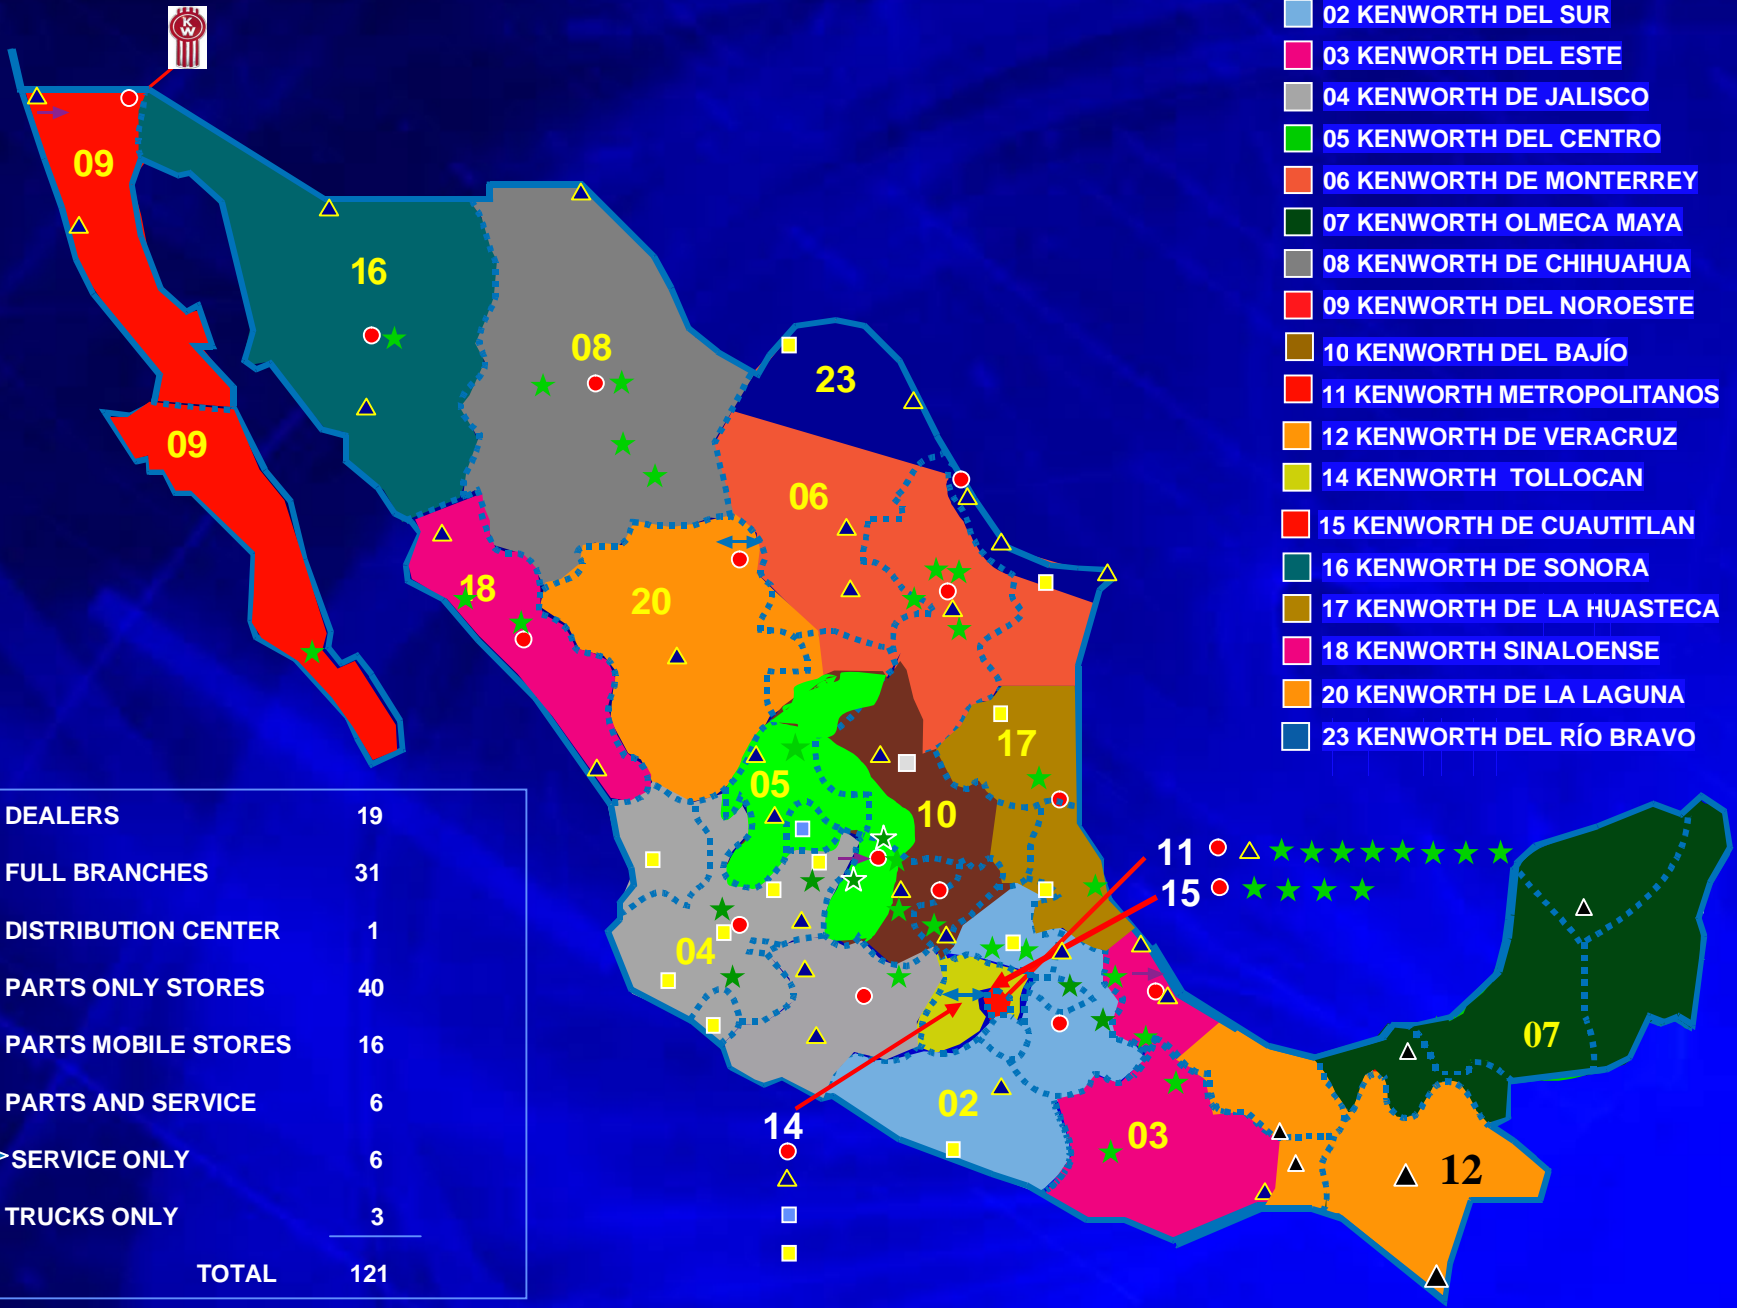 K
W
02 KENWORTH DEL SUR
03 KENWORTH DEL ESTE
04 KENWORTH DE JALISCO
05 KENWORTH DEL CENTRO
06 KENWORTH DE MONTERREY
07 KENWORTH OLMECA MAYA
08 KENWORTH DE CHIHUAHUA
09 KENWORTH DEL NOROESTE
10 KENWORTH DEL BAJÍO
11 KENWORTH METROPOLITANOS
12 KENWORTH DE VERACRUZ
14 KENWORTH TOLLOCAN
15 KENWORTH DE CUAUTITLAN
16 KENWORTH DE SONORA
17 KENWORTH DE LA HUASTECA
18 KENWORTH SINALOENSE
20 KENWORTH DE LA LAGUNA
23 KENWORTH DEL RÍO BRAVO
09
16
08
23
09
06
18
20
17
05
10
11
15
04
07
02
14
03
12
DEALERS 19
FULL BRANCHES 31
DISTRIBUTION CENTER 1
PARTS ONLY STORES 40
PARTS MOBILE STORES 16
PARTS AND SERVICE 6
SERVICE ONLY 6
TRUCKS ONLY 3
TOTAL 121